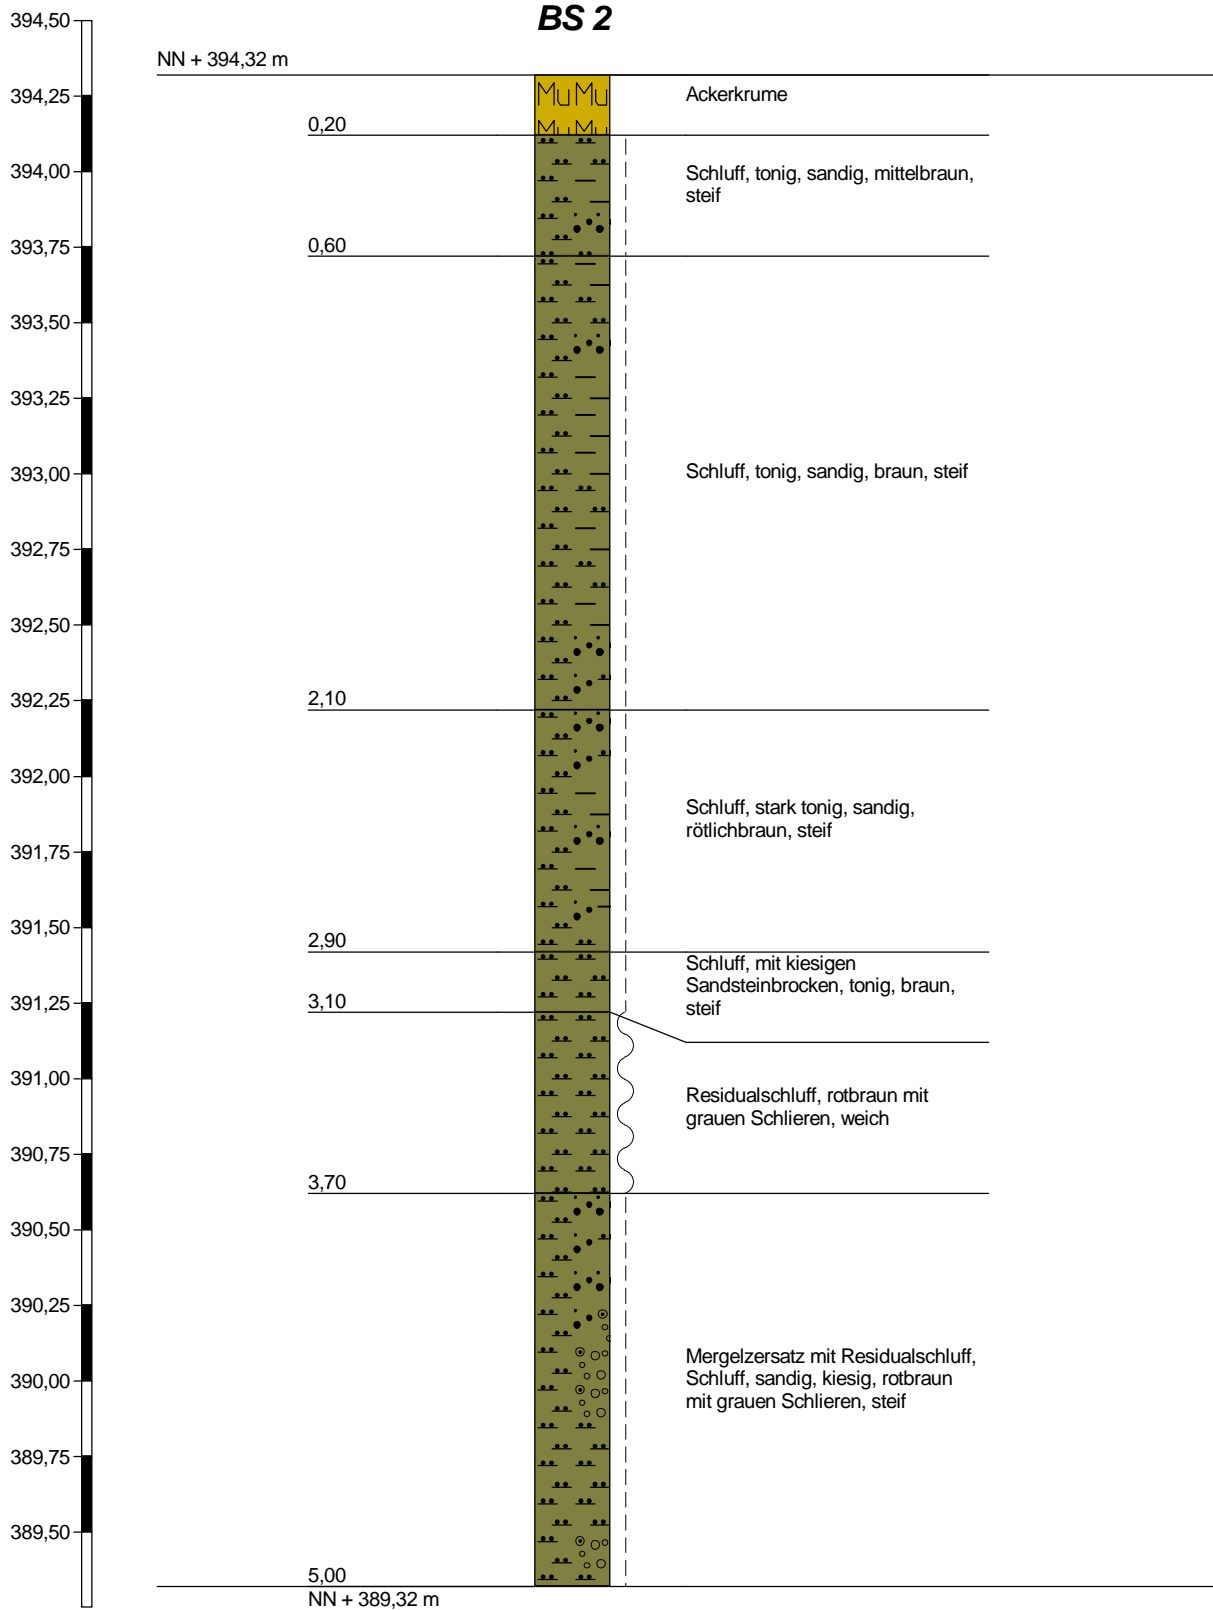 BS 2
394,50
NN + 394,32 m
394,25
Mu Mu
Mu Mu
Ackerkrume
0,20
394,00
Schluff, tonig, sandig, mittelbraun,
steif
393,75
0,60
393,50
393,25
393,00
Schluff, tonig, sandig, braun, steif
392,75
392,50
392,25
2,10
392,00
Schluff, stark tonig, sandig,
rötlichbraun, steif
391,75
391,50
2,90
Schluff, mit kiesigen
Sandsteinbrocken, tonig, braun,
steif
391,25
3,10
391,00
Residualschluff, rotbraun mit
grauen Schlieren, weich
390,75
3,70
390,50
390,25
Mergelzersatz mit Residualschluff,
Schluff, sandig, kiesig, rotbraun
mit grauen Schlieren, steif
390,00
389,75
389,50
5,00
NN + 389,32 m